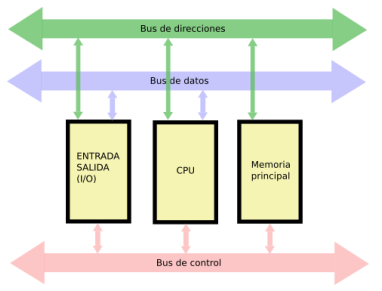 Bus de direcciones
Bus de datos
ENTRADA
SALIDA
(I/O)
CPU
Memoria
principal
Bus de control